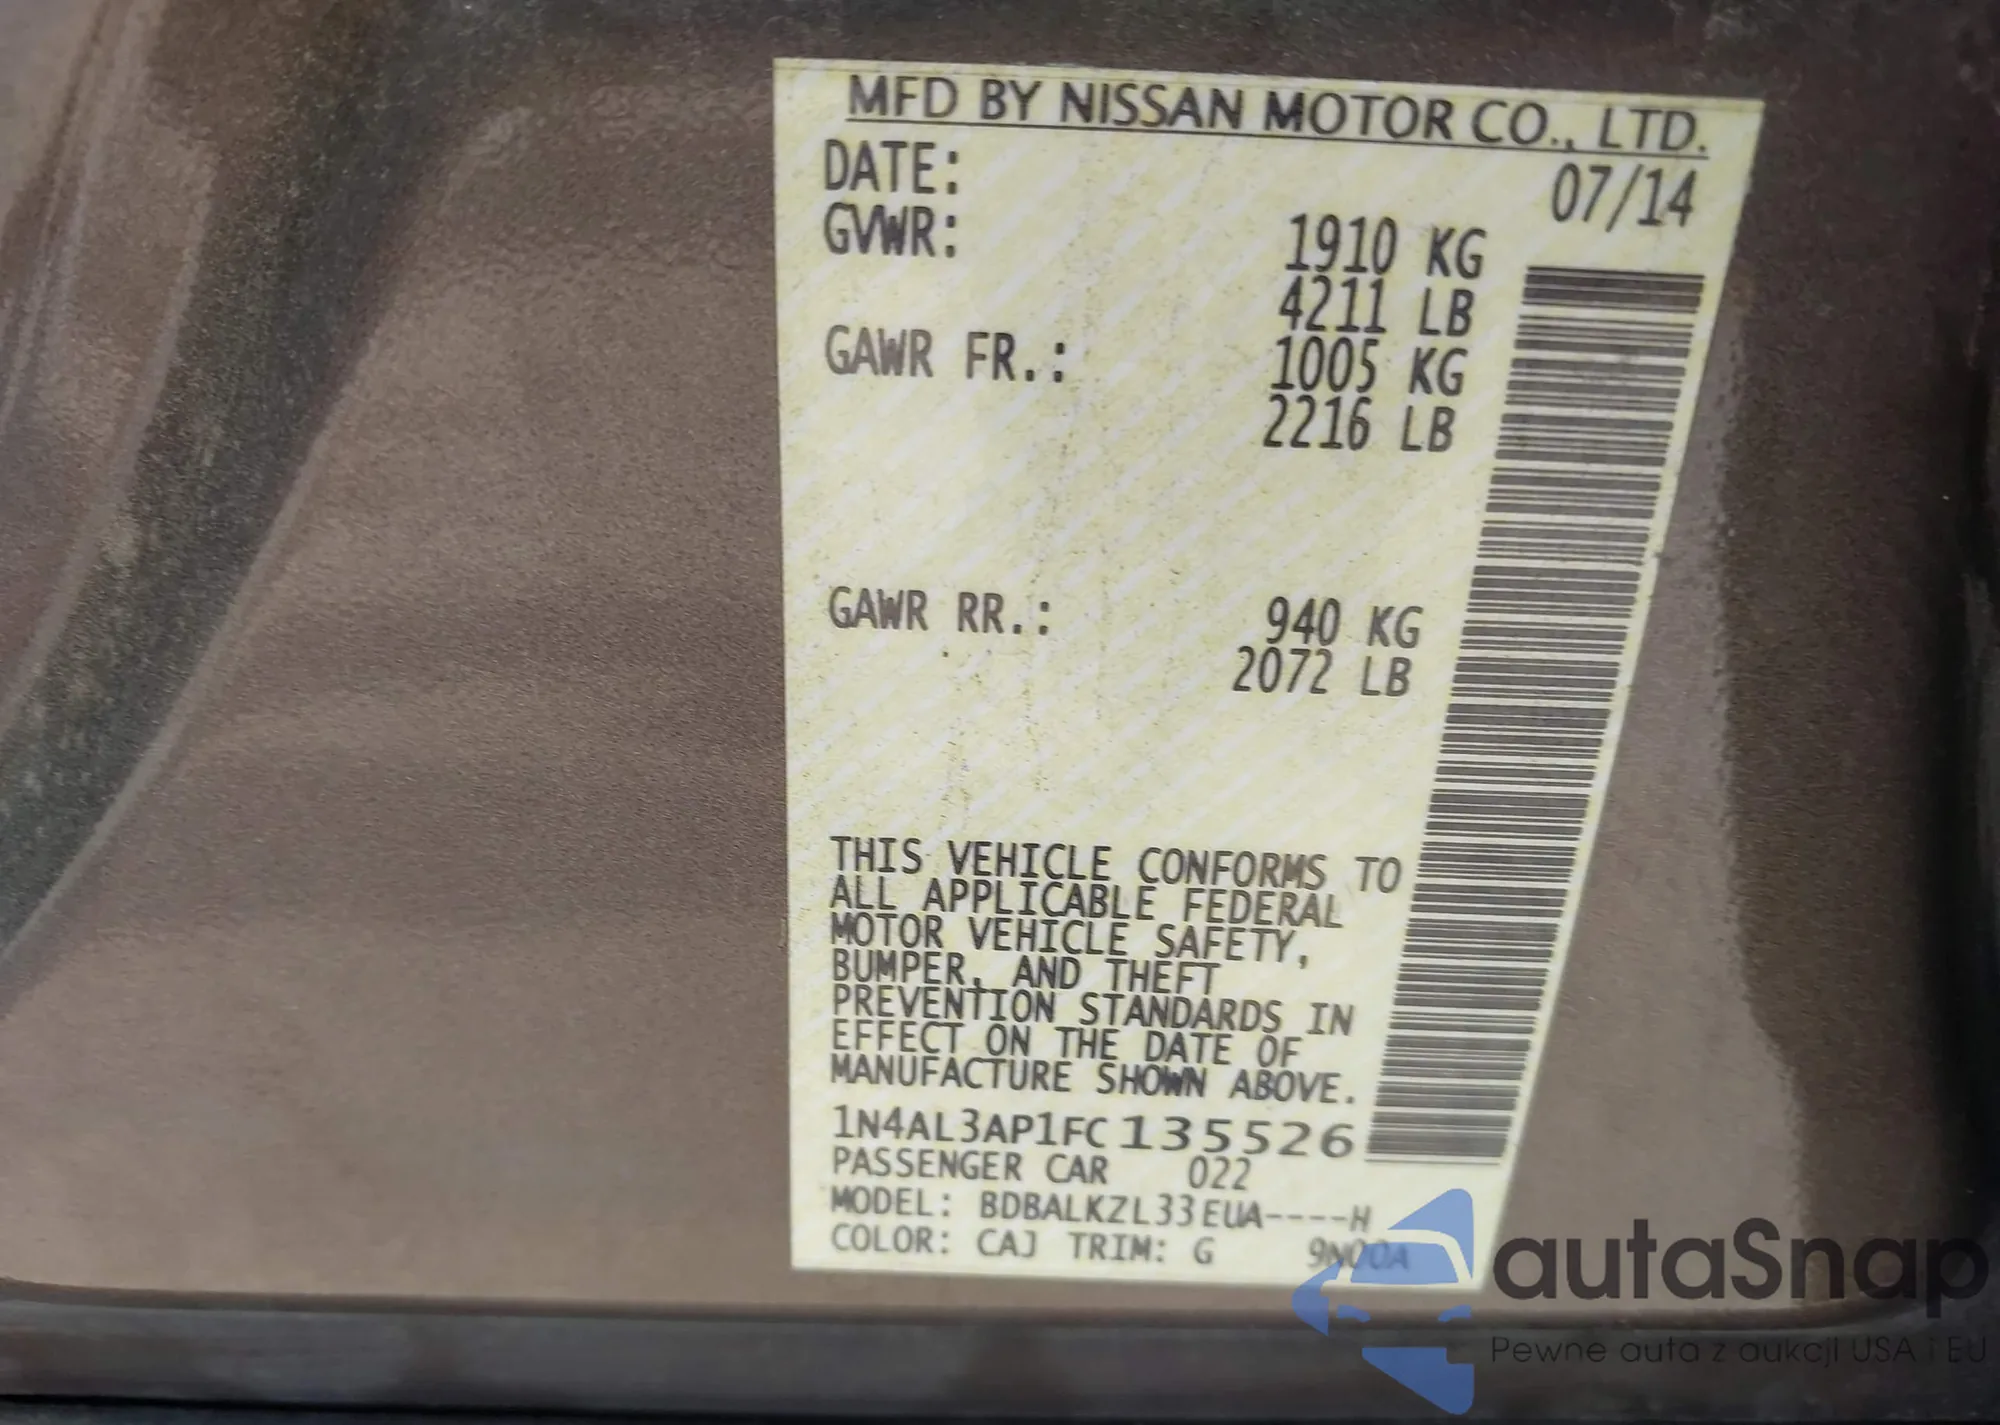 MFD BY NISSAN MOTOR CO., LTD.
DATE: 07/14
GVWR: 1910 KG
4211 LB
GAWR FR.: 1005 KG
2216 LB
GAWR RR.: 940 KG
2072 LB
THIS VEHICLE CONFORMS TO
ALL APPLICABLE FEDERAL
MOTOR VEHICLE SAFETY,
BUMPER, AND THEFT
PREVENTION STANDARDS IN
EFFECT ON THE DATE OF
MANUFACTURE SHOWN ABOVE.
1N4AL3AP1FC135526
PASSENGER CAR 022
MODEL: BDBALKZL33EUA----H
COLOR: CAJ TRIM: G 9N00A
autaSnap
Pewne auta z aukcji USA i EU